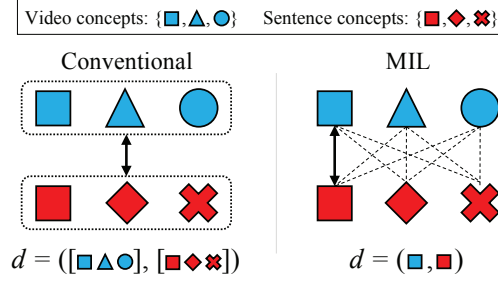 Video concepts: {■,▲,●} Sentence concepts: {■,◆,✖}
Conventional
MIL
d = ([■▲●], [■◆✖])
d = (■,■)